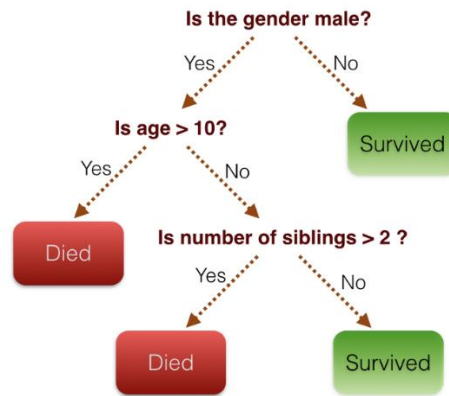 Is the gender male?
Yes
No
Is age > 10?
Survived
Yes
No
Died
Is number of siblings > 2 ?
Yes
No
Died
Survived